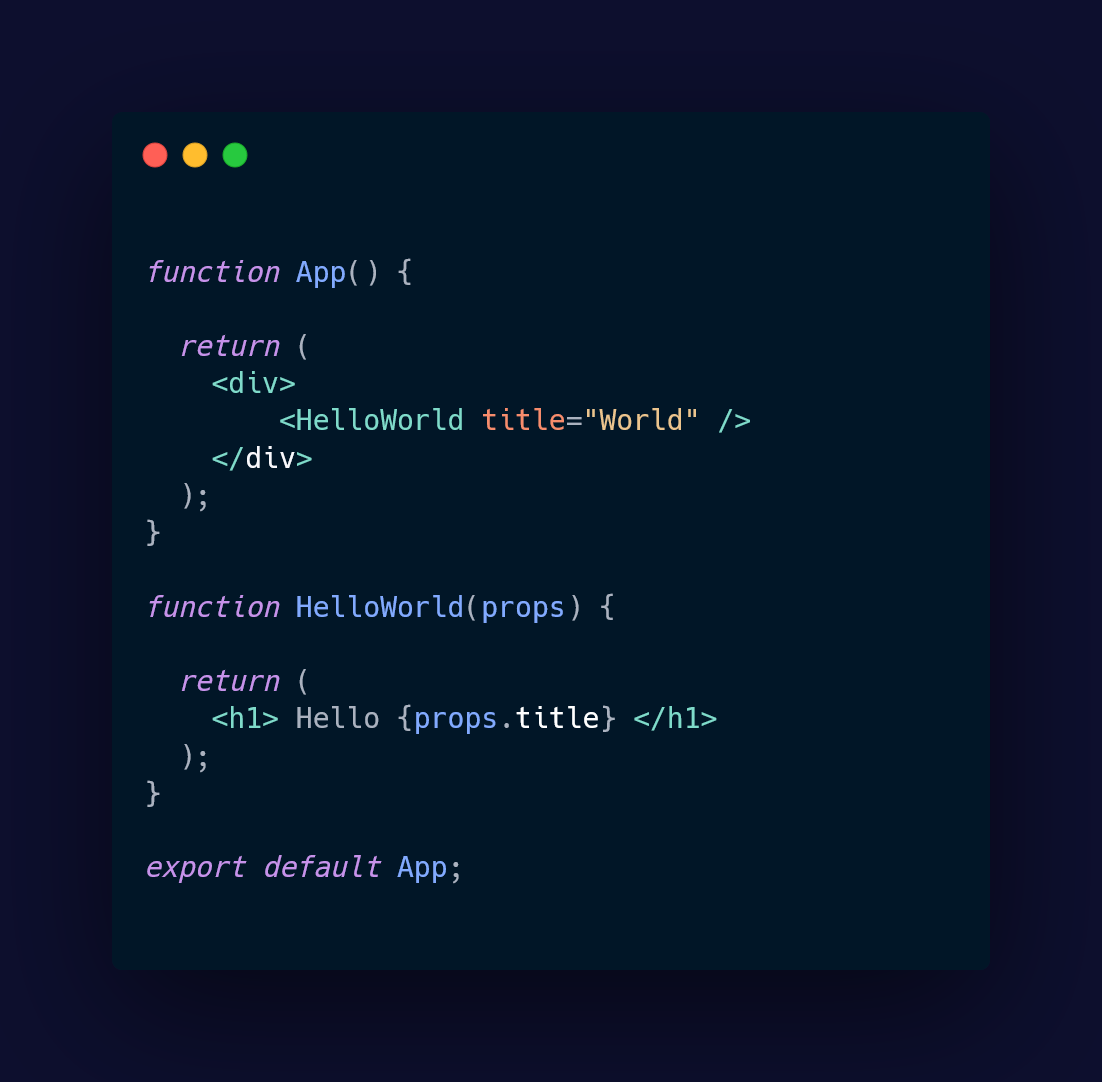 function App() {
  return (
    <div>
        <HelloWorld title="World" />
    </div>
  );
}
function HelloWorld(props) {
  return (
    <h1> Hello {props.title} </h1>
  );
}
export default App;